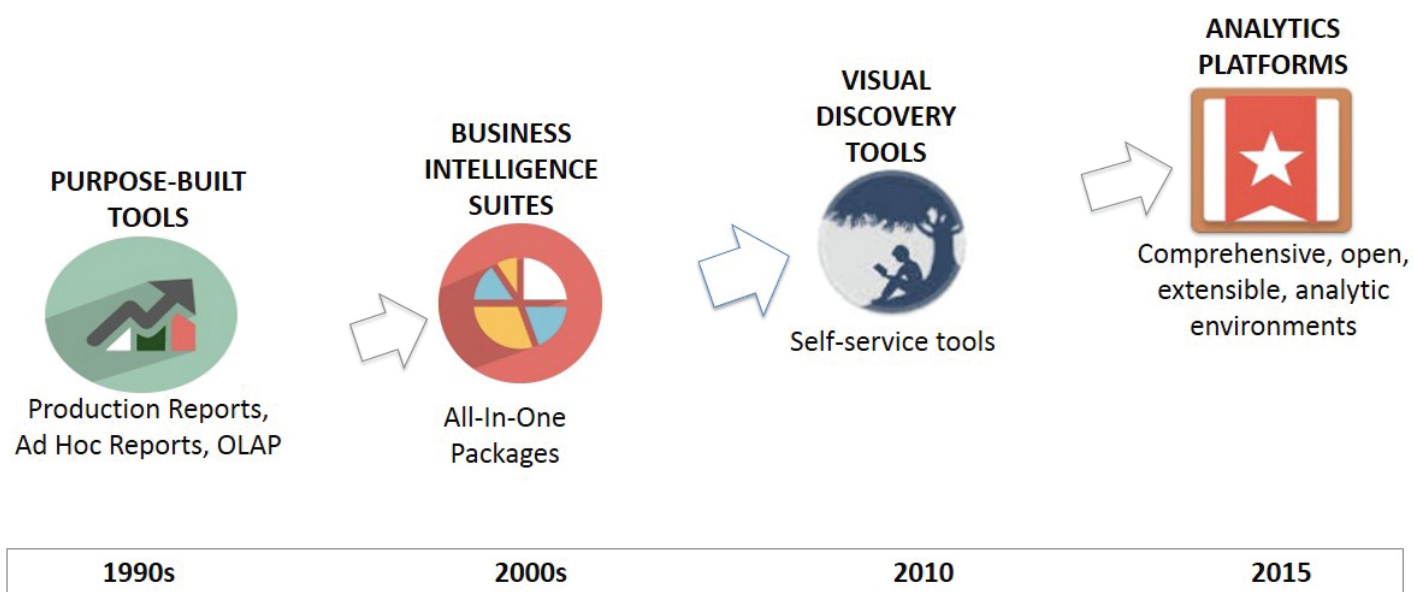 PURPOSE-BUILT
TOOLS
Production Reports,
Ad Hoc Reports, OLAP
BUSINESS
INTELLIGENCE
SUITES
All-In-One
Packages
VISUAL
DISCOVERY
TOOLS
Self-service tools
ANALYTICS
PLATFORMS
Comprehensive, open,
extensible, analytic
environments
1990s
2000s
2010
2015